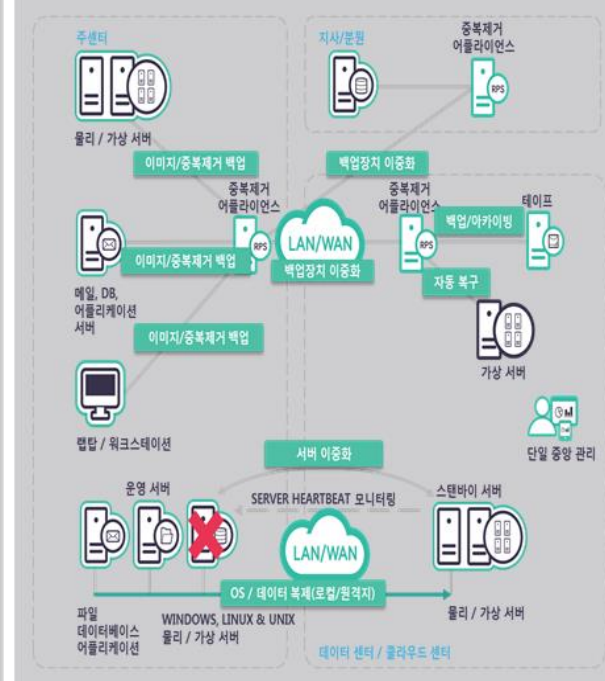 주센터
물리 / 가상 서버
이미지/중복제거 백업
중복제거
어플라이언스
RPS
메일, DB,
어플리케이션
서버
이미지/중복제거 백업
이미지/중복제거 백업
랩탑 / 워크스테이션
LAN/WAN
백업장치 이중화
지사/분원
중복제거
어플라이언스
RPS
백업장치 이중화
중복제거
어플라이언스
RPS
백업/아카이빙
테이프
자동 복구
가상 서버
단일 중앙 관리
서버 이중화
운영 서버
SERVER HEARTBEAT 모니터링
스탠바이 서버
LAN/WAN
OS / 데이터 복제(로컬/원격지)
파일
데이터베이스
어플리케이션
WINDOWS, LINUX & UNIX
물리 / 가상 서버
물리 / 가상 서버
데이터 센터 / 클라우드 센터